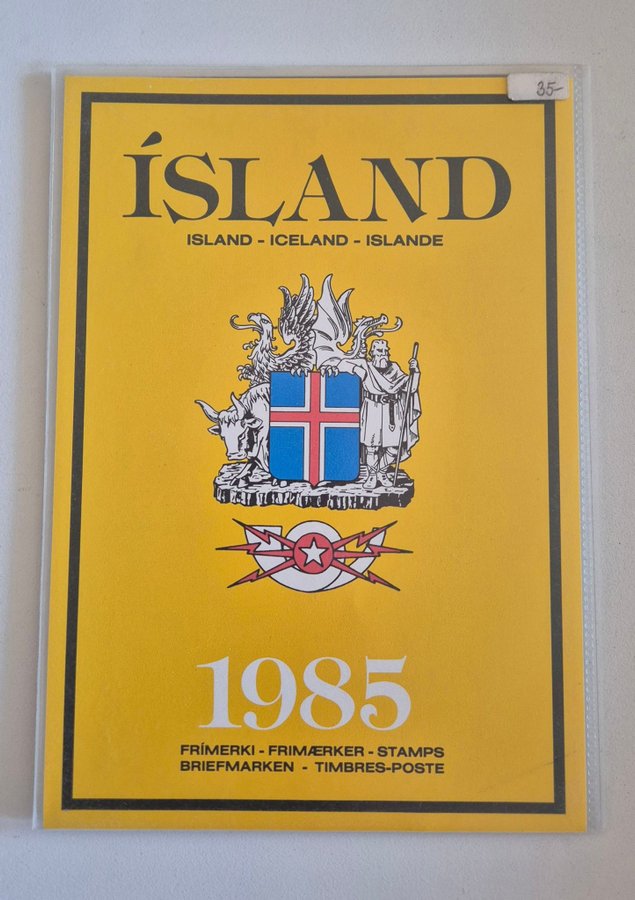 35-
ÍSLAND
ISLAND - ICELAND - ISLANDE
1985
FRÍMERKI - FRIMÆRKER - STAMPS
BRIEFMARKEN - TIMBRES-POSTE